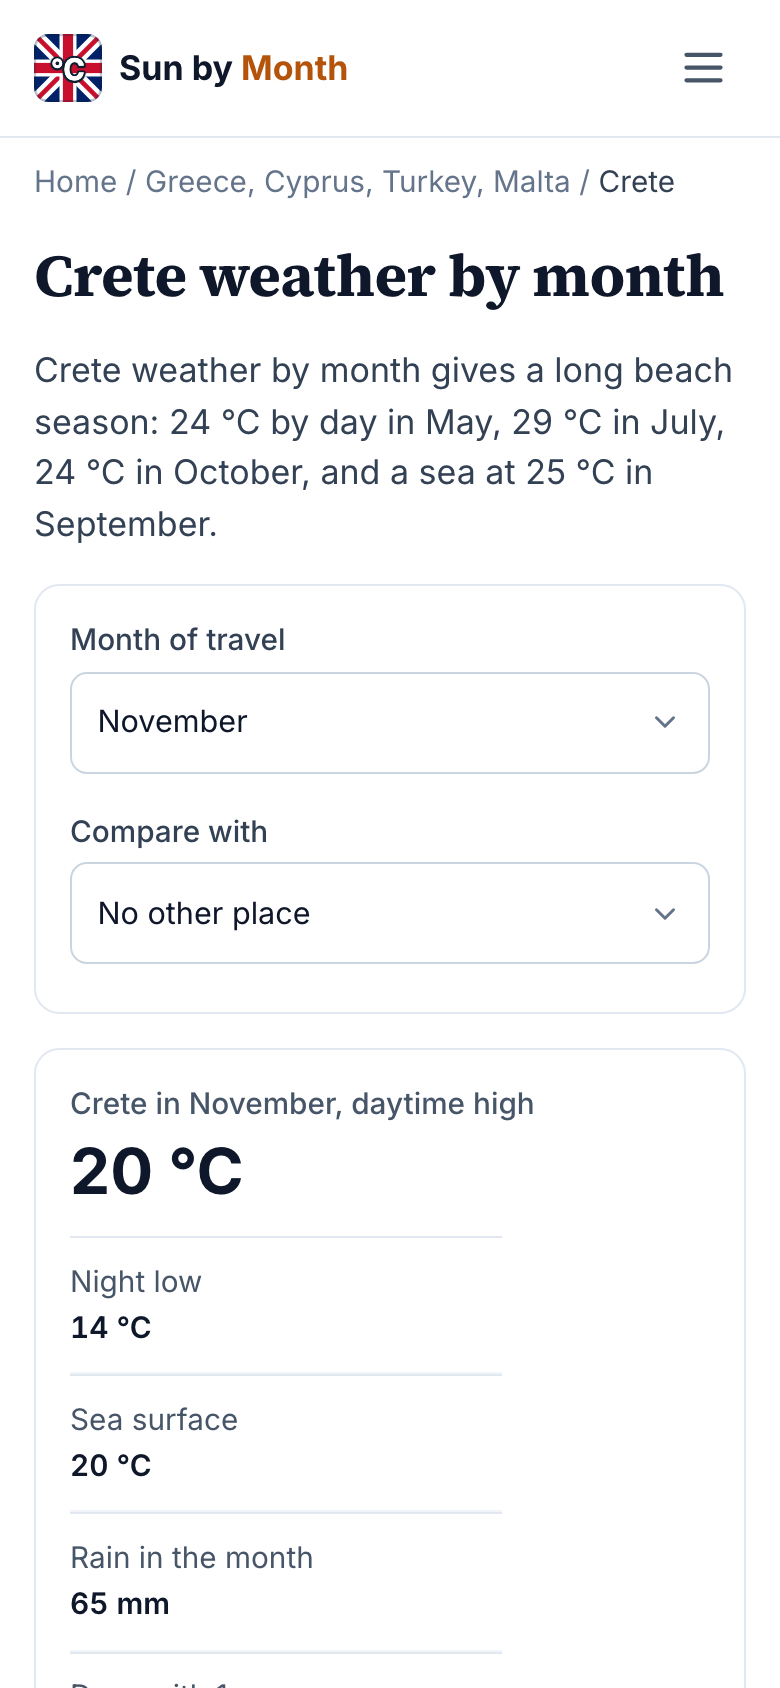 °C Sun by Month
Home / Greece, Cyprus, Turkey, Malta / Crete
Crete weather by month
Crete weather by month gives a long beach
season: 24 °C by day in May, 29 °C in July,
24 °C in October, and a sea at 25 °C in
September.
Month of travel
November
Compare with
No other place
Crete in November, daytime high
20 °C
Night low
14 °C
Sea surface
20 °C
Rain in the month
65 mm